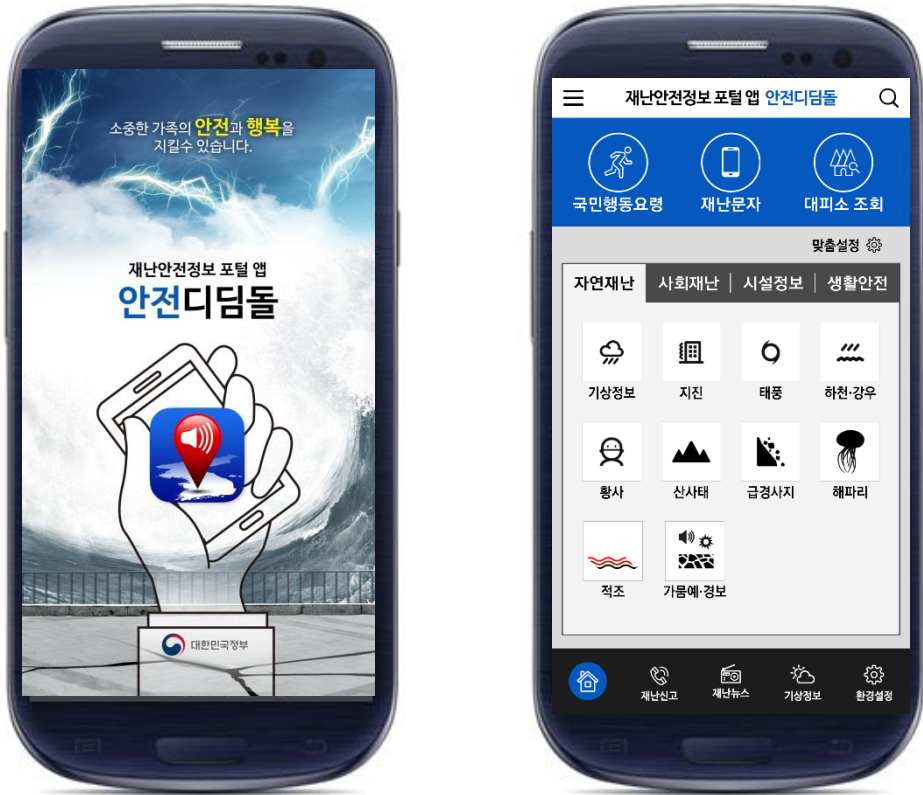 소중한 가족의 안전과 행복을
지킬수 있습니다.
재난안전정보 포털 앱
안전디딤돌
대한민국정부
재난안전정보 포털 앱 안전디딤돌
국민행동요령 재난문자 대피소 조회
맞춤설정
자연재난 사회재난 시설정보 생활안전
기상정보 지진 태풍 하천·강우
황사 산사태 급경사지 해파리
적조 가뭄예·경보
재난신고 재난뉴스 기상정보 환경설정